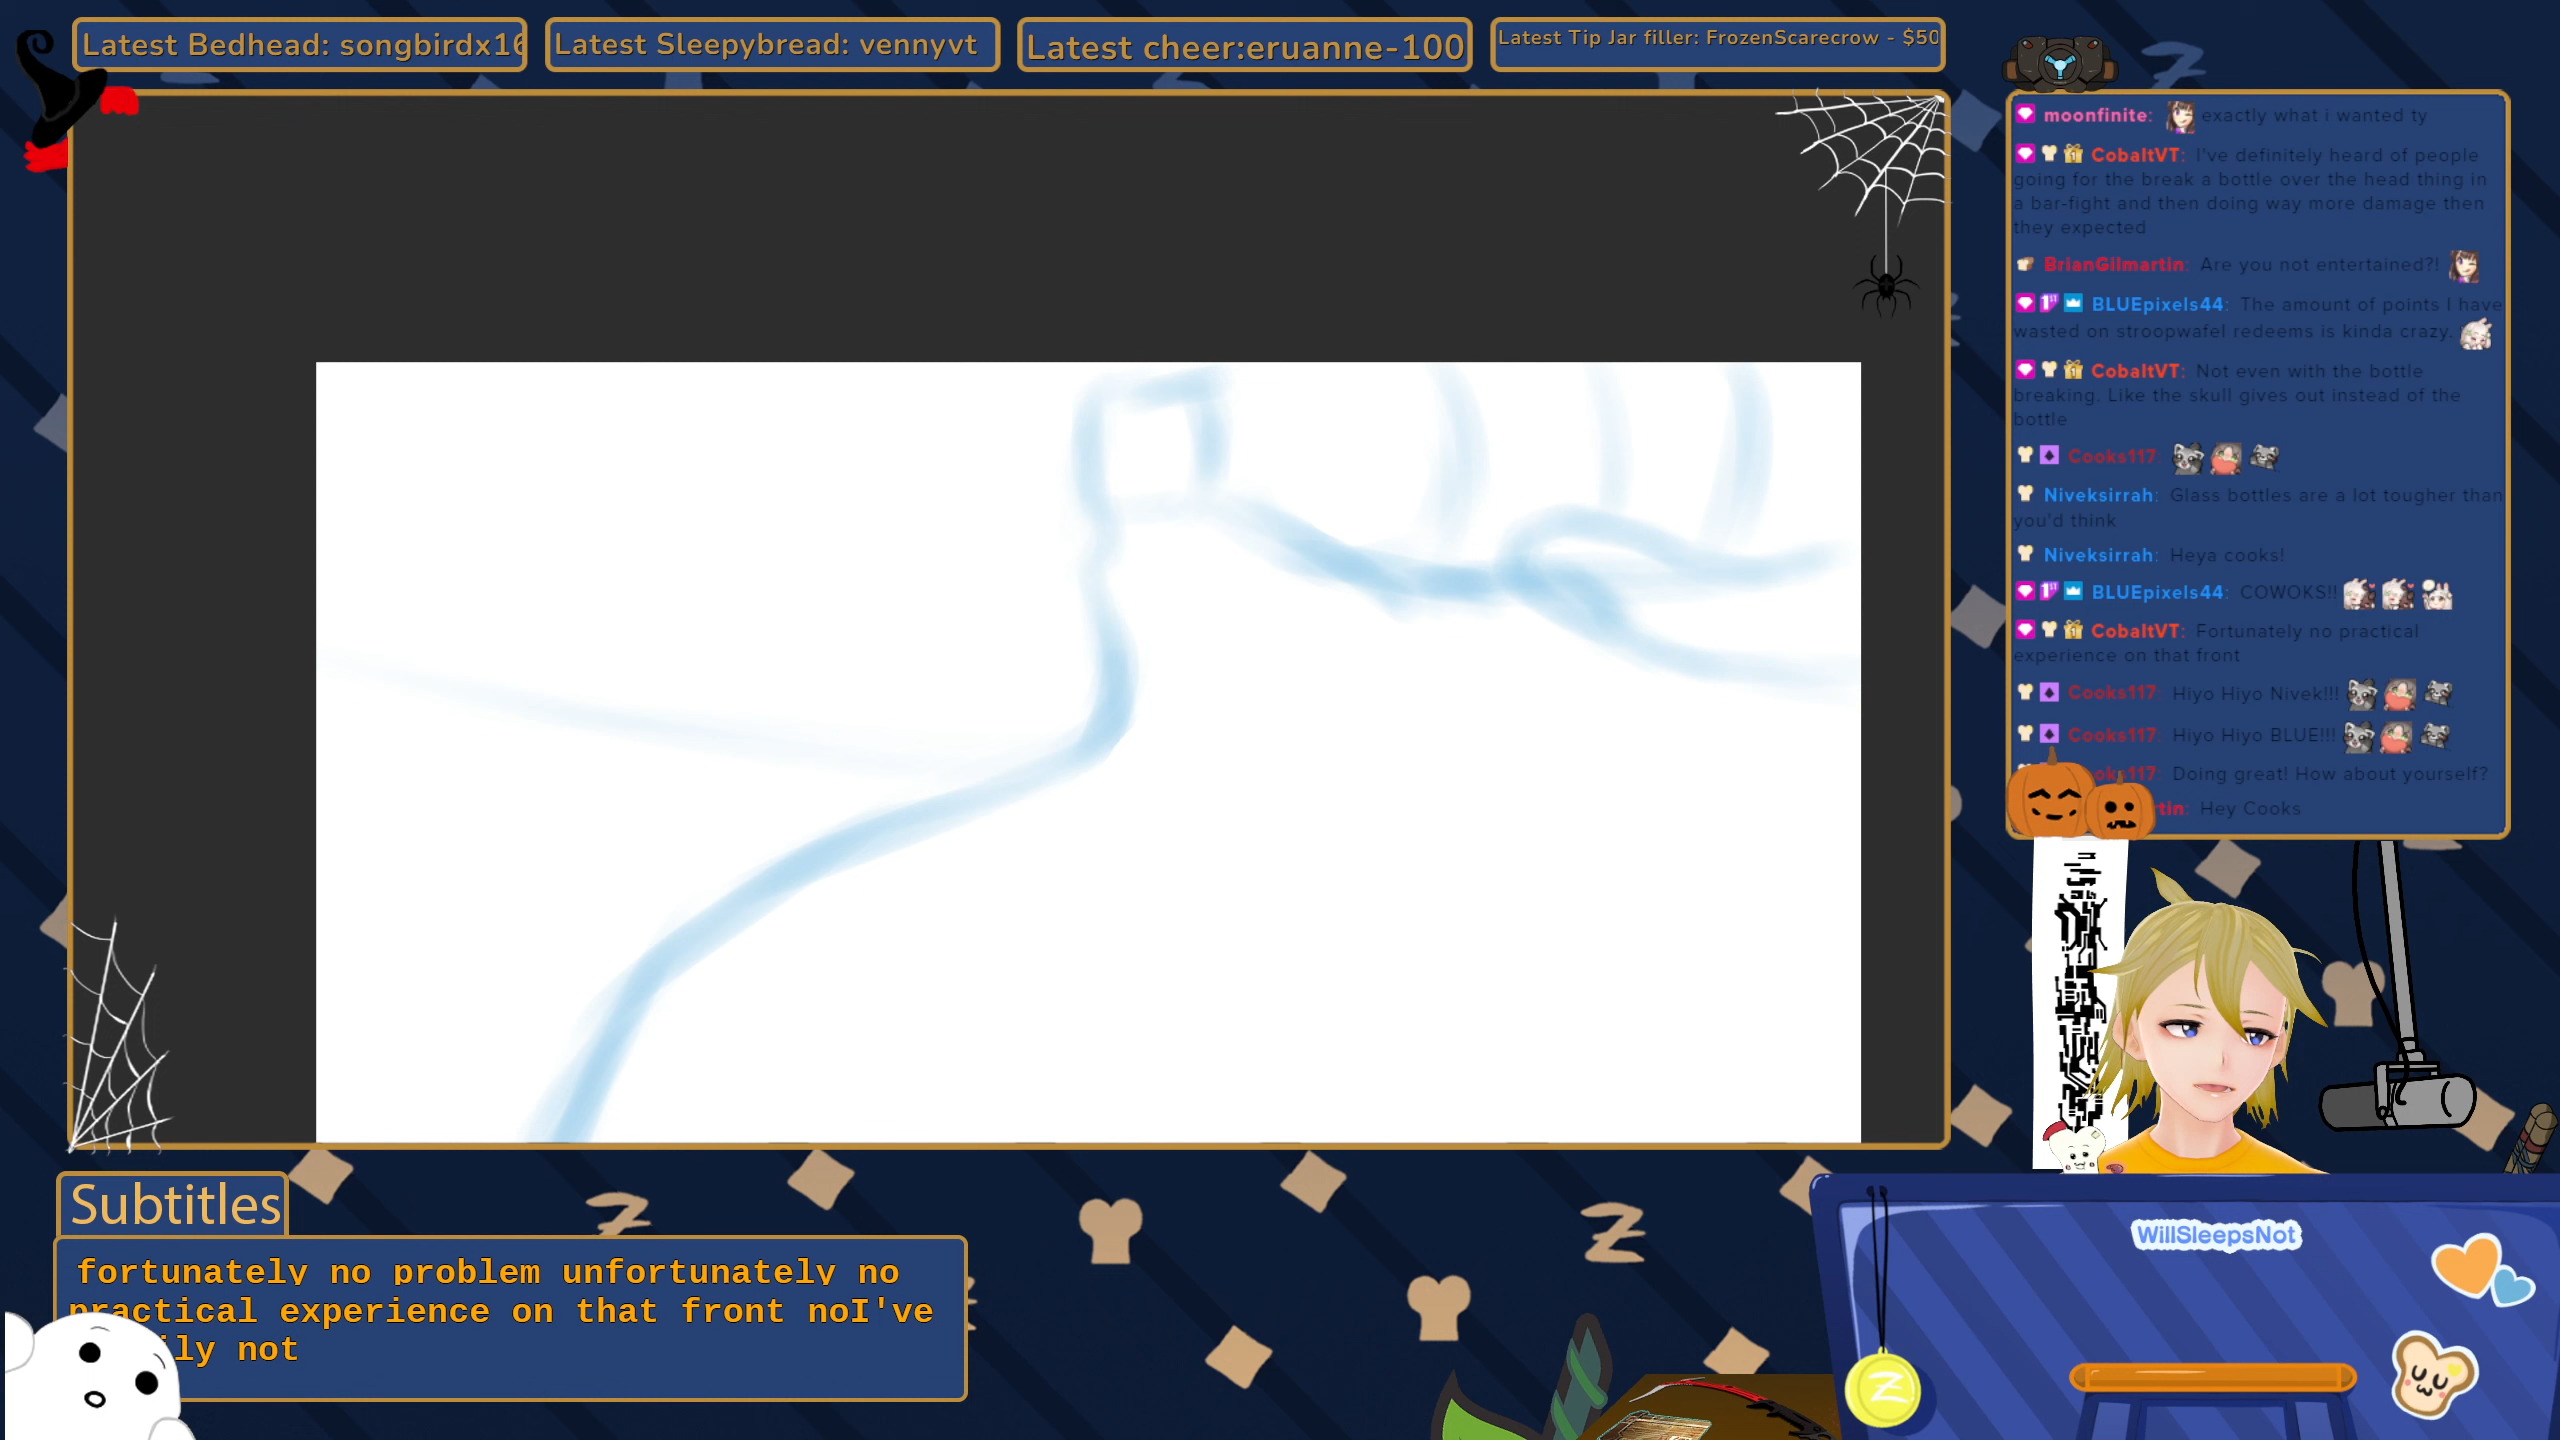 Latest Bedhead: songbirdx16
Latest Sleepybread: vennyvt
Latest cheer:eruanne-100
Latest Tip Jar filler: FrozenScarecrow - $50
moonfinite: exactly what i wanted ty
CobaltVT: I've definitely heard of people
going for the break a bottle over the head thing in
a bar-fight and then doing way more damage then
they expected
BrianGilmartin: Are you not entertained?!
BLUEpixels44: The amount of points I have
wasted on stroopwafel redeems is kinda crazy.
CobaltVT: Not even with the bottle
breaking. Like the skull gives out instead of the
bottle
Cooks117:
Niveksirrah: Glass bottles are a lot tougher than
you'd think
Niveksirrah: Heya cooks!
BLUEpixels44: COWOKS!!
CobaltVT: Fortunately no practical
experience on that front
Cooks117: Hiyo Hiyo Nivek!!!
Cooks117: Hiyo Hiyo BLUE!!!
oks117: Doing great! How about yourself?
tin: Hey Cooks
Subtitles
fortunately no problem unfortunately no
practical experience on that front noI've
ily not
WillSleepsNot
Z